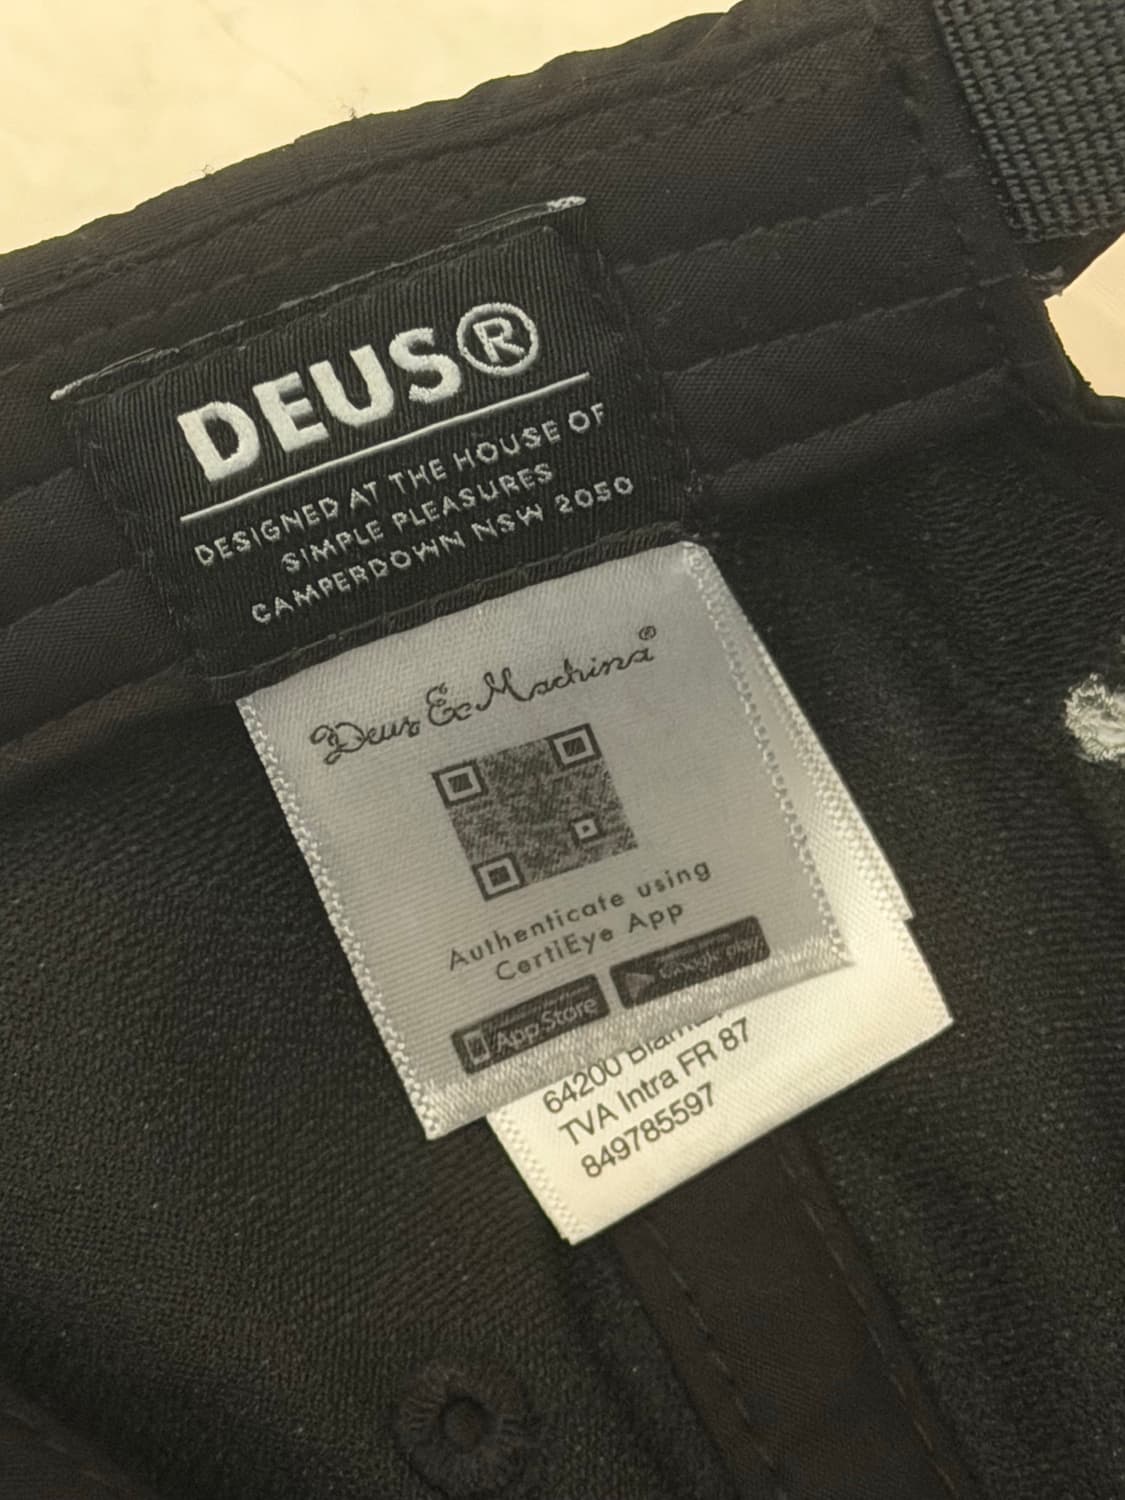 DEUS®
DESIGNED AT THE HOUSE OF
SIMPLE PLEASURES
CAMPERDOWN NSW 2050
Deus Ex Machina®
Authenticate using
CertiEye App
App Store
Google play
64200
TVA Intra FR 87
849785597